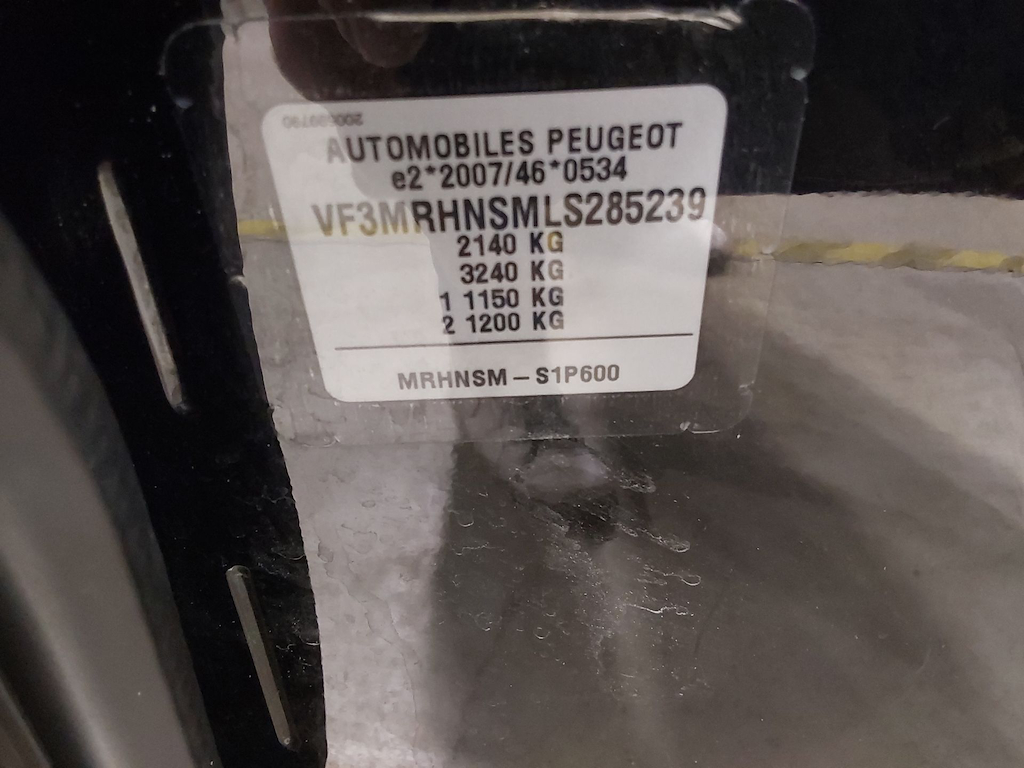 AUTOMOBILES PEUGEOT
e2*2007/46*0534
VF3MRHNSMLS285239
2140 KG
3240 KG
1 1150 KG
2 1200 KG
MRHNSM – S1P600